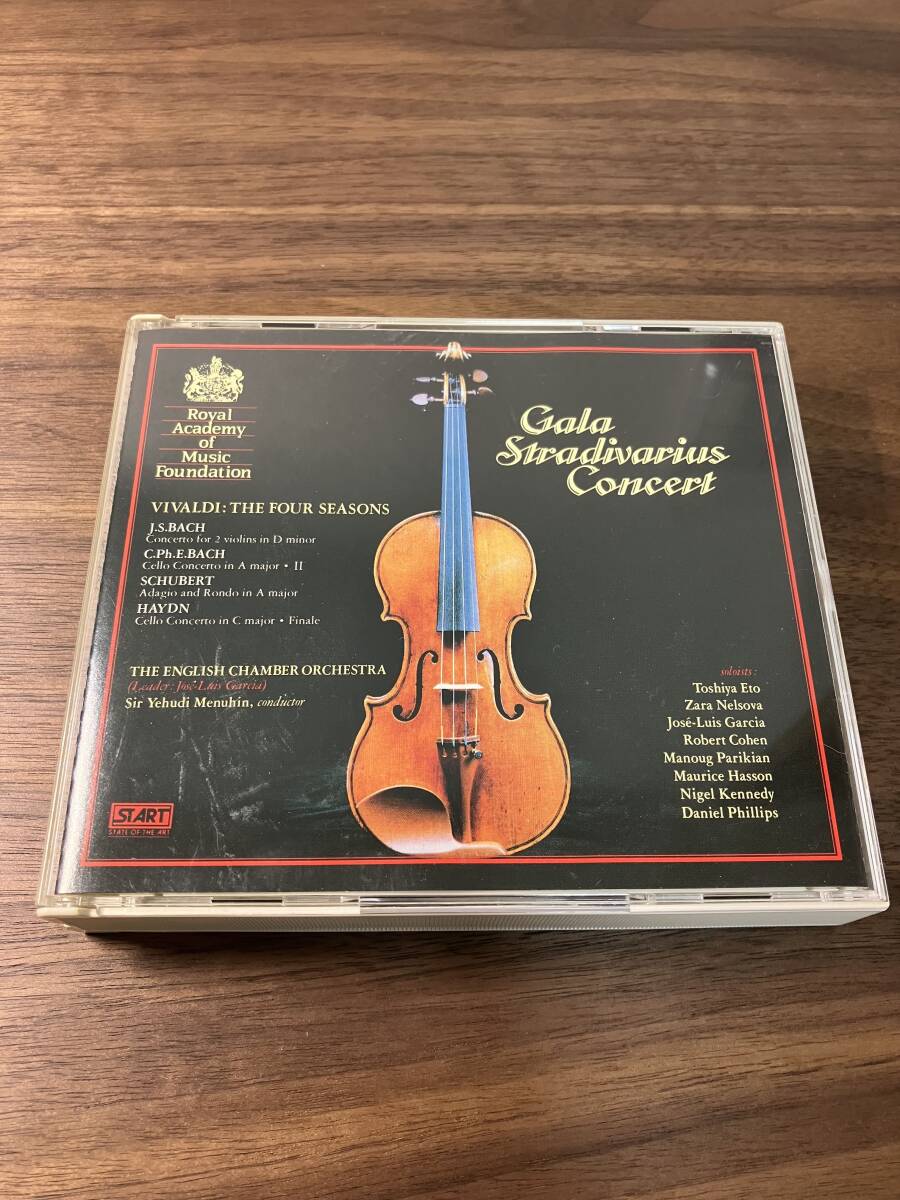 Royal
Academy
of
Music
Foundation
Gala
Stradivarius
Concert
VIVALDI: THE FOUR SEASONS
J.S.BACH
Concerto for 2 violins in D minor
C.Ph.E.BACH
Cello Concerto in A major • II
SCHUBERT
Adagio and Rondo in A major
HAYDN
Cello Concerto in C major • Finale
THE ENGLISH CHAMBER ORCHESTRA
(Leader: José-Luis Garcia)
Sir Yehudi Menuhin, conductor
soloists:
Toshiya Eto
Zara Nelsova
José-Luis Garcia
Robert Cohen
Manoug Parikian
Maurice Hasson
Nigel Kennedy
Daniel Phillips
START
STATE OF THE ART